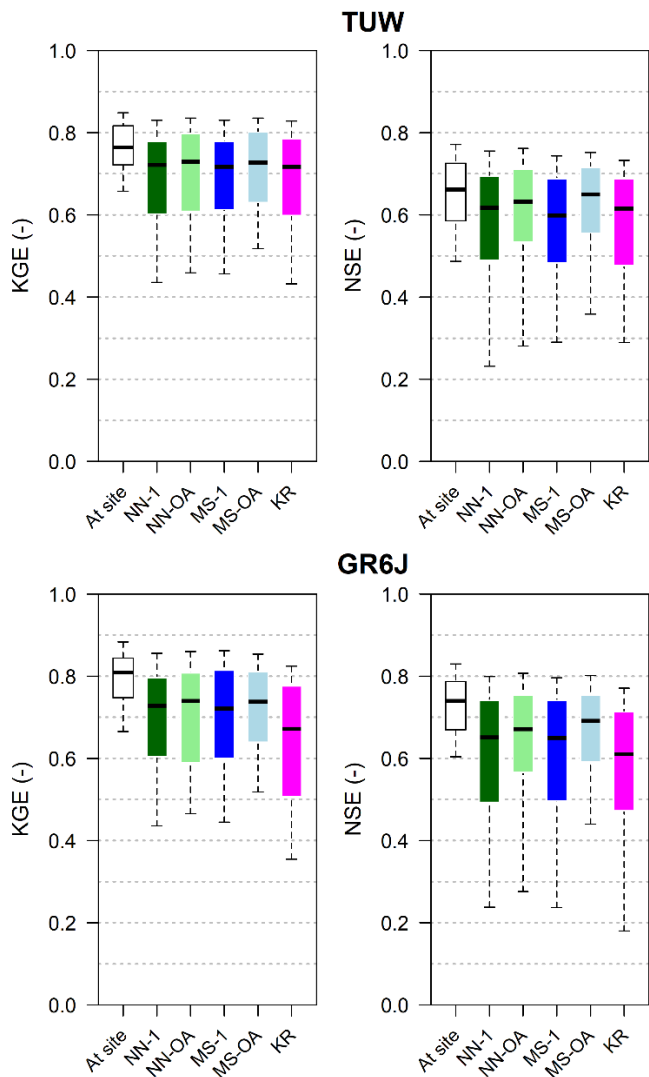 TUW
1.0
0.8
0.6
0.4
0.2
0.0
KGE (-)
At site
NN-1
NN-OA
MS-1
MS-OA
KR
1.0
0.8
0.6
0.4
0.2
0.0
NSE (-)
At site
NN-1
NN-OA
MS-1
MS-OA
KR
GR6J
1.0
0.8
0.6
0.4
0.2
0.0
KGE (-)
At site
NN-1
NN-OA
MS-1
MS-OA
KR
1.0
0.8
0.6
0.4
0.2
0.0
NSE (-)
At site
NN-1
NN-OA
MS-1
MS-OA
KR